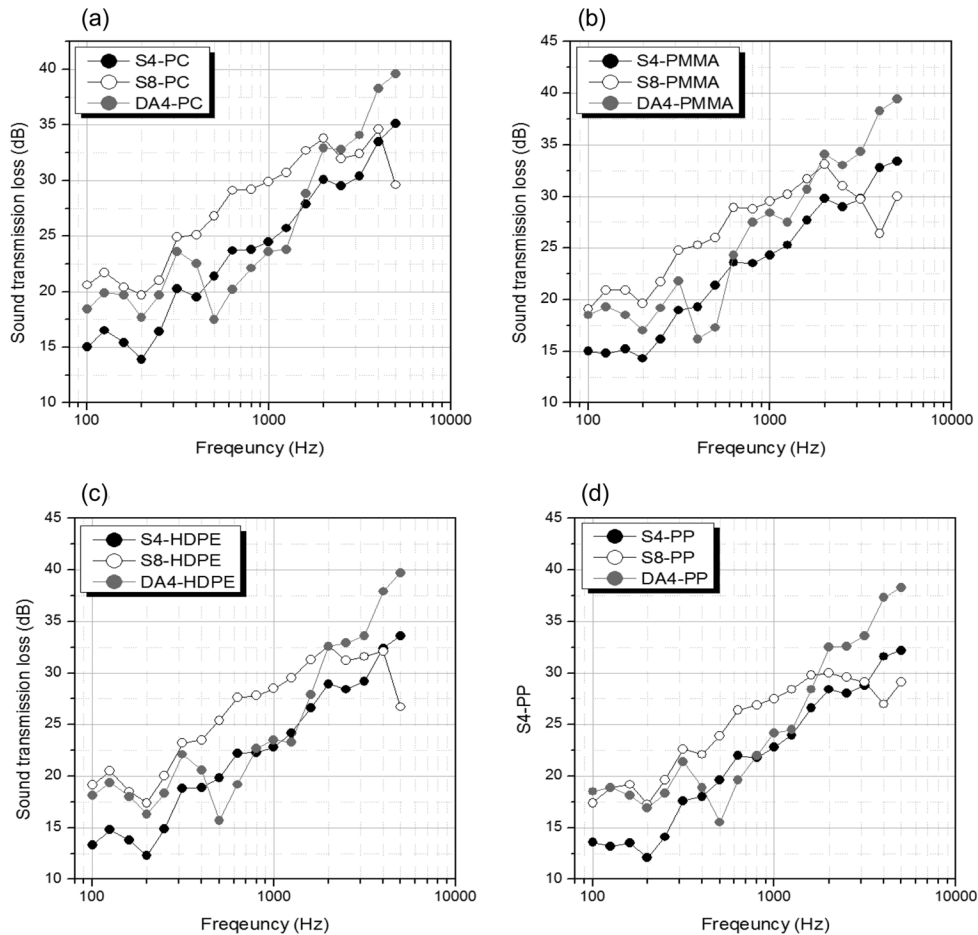 (a)
S4-PC
S8-PC
DA4-PC
40
35
30
25
20
15
10
Sound transmission loss (dB)
100
1000
10000
Freqeuncy (Hz)
(b)
S4-PMMA
S8-PMMA
DA4-PMMA
45
40
35
30
25
20
15
10
Sound transmission loss (dB)
100
1000
10000
Freqeuncy (Hz)
(c)
S4-HDPE
S8-HDPE
DA4-HDPE
45
40
35
30
25
20
15
10
Sound transmission loss (dB)
100
1000
10000
Freqeuncy (Hz)
(d)
S4-PP
S8-PP
DA4-PP
45
40
35
30
25
20
15
10
S4-PP
100
1000
10000
Freqeuncy (Hz)